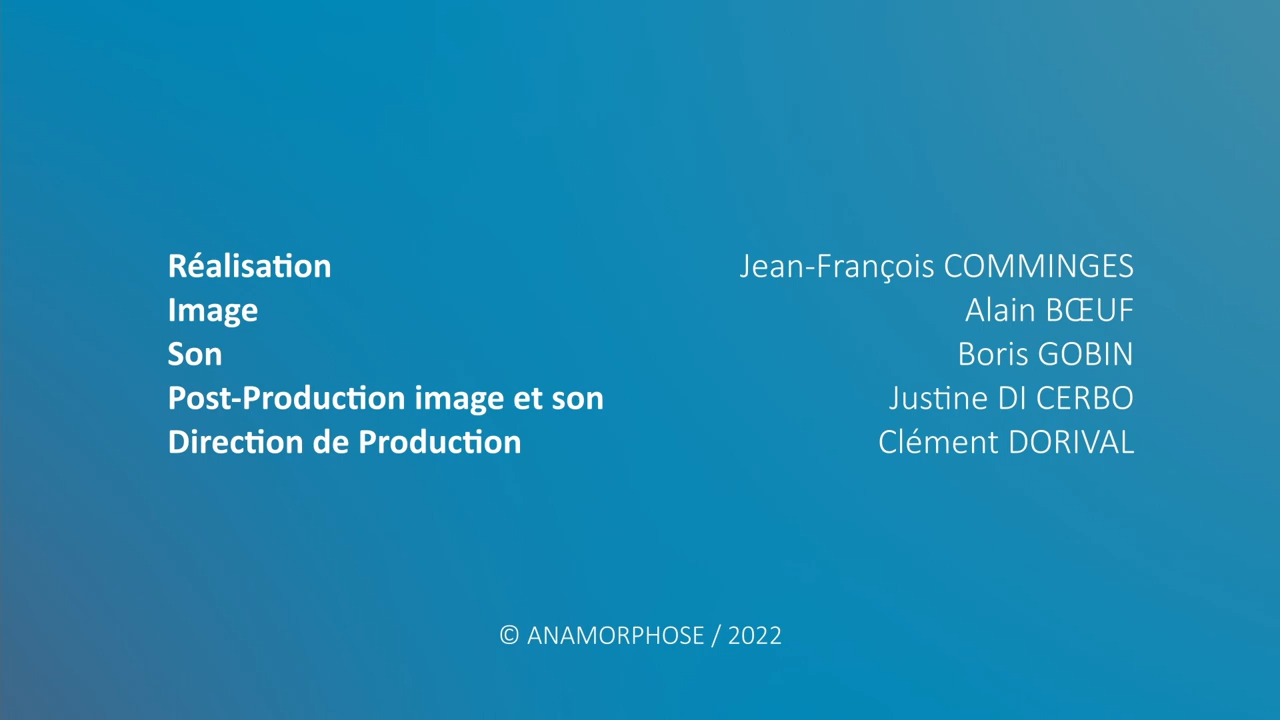 Réalisation Jean-François COMMINGES
Image Alain BŒUF
Son Boris GOBIN
Post-Production image et son Justine DI CERBO
Direction de Production Clément DORIVAL
© ANAMORPHOSE / 2022